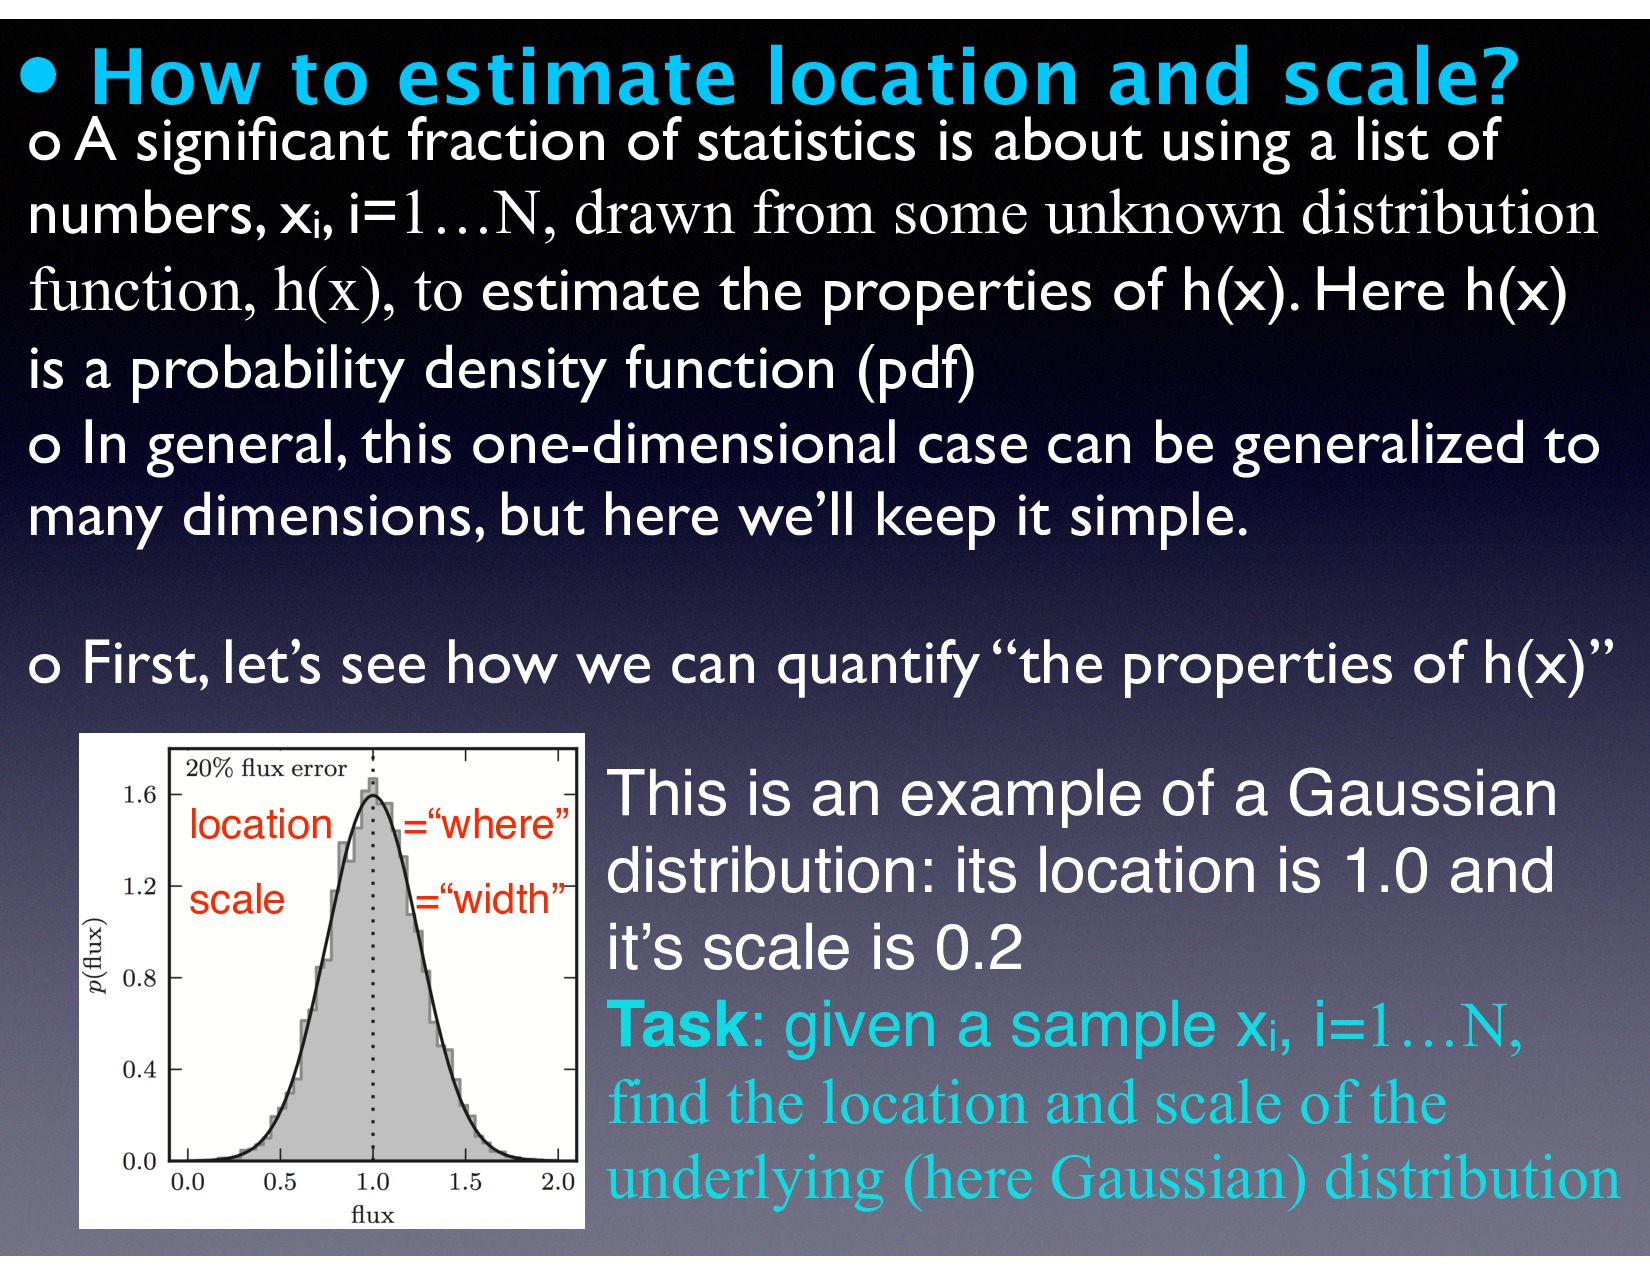 • How to estimate location and scale?
o A significant fraction of statistics is about using a list of
numbers, xᵢ, i=1…N, drawn from some unknown distribution
function, h(x), to estimate the properties of h(x). Here h(x)
is a probability density function (pdf)
o In general, this one-dimensional case can be generalized to
many dimensions, but here we’ll keep it simple.
o First, let’s see how we can quantify “the properties of h(x)”
20% flux error
location =“where”
scale =“width”
p(flux)
1.6
1.2
0.8
0.4
0.0
0.0 0.5 1.0 1.5 2.0
flux
This is an example of a Gaussian
distribution: its location is 1.0 and
it’s scale is 0.2
Task: given a sample xᵢ, i=1…N,
find the location and scale of the
underlying (here Gaussian) distribution